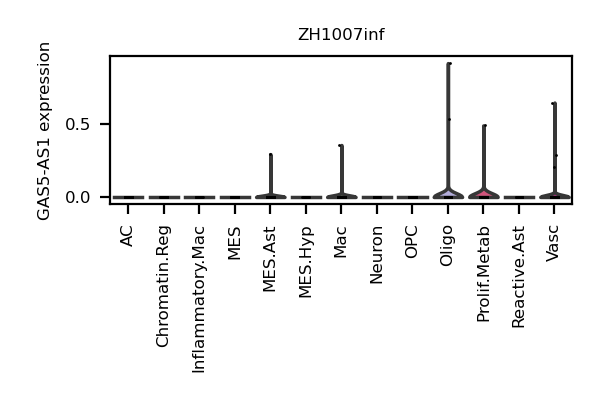 ZH1007inf
GAS5-AS1 expression
0.5
0.0
AC
Chromatin.Reg
Inflammatory.Mac
MES
MES.Ast
MES.Hyp
Mac
Neuron
OPC
Oligo
Prolif.Metab
Reactive.Ast
Vasc